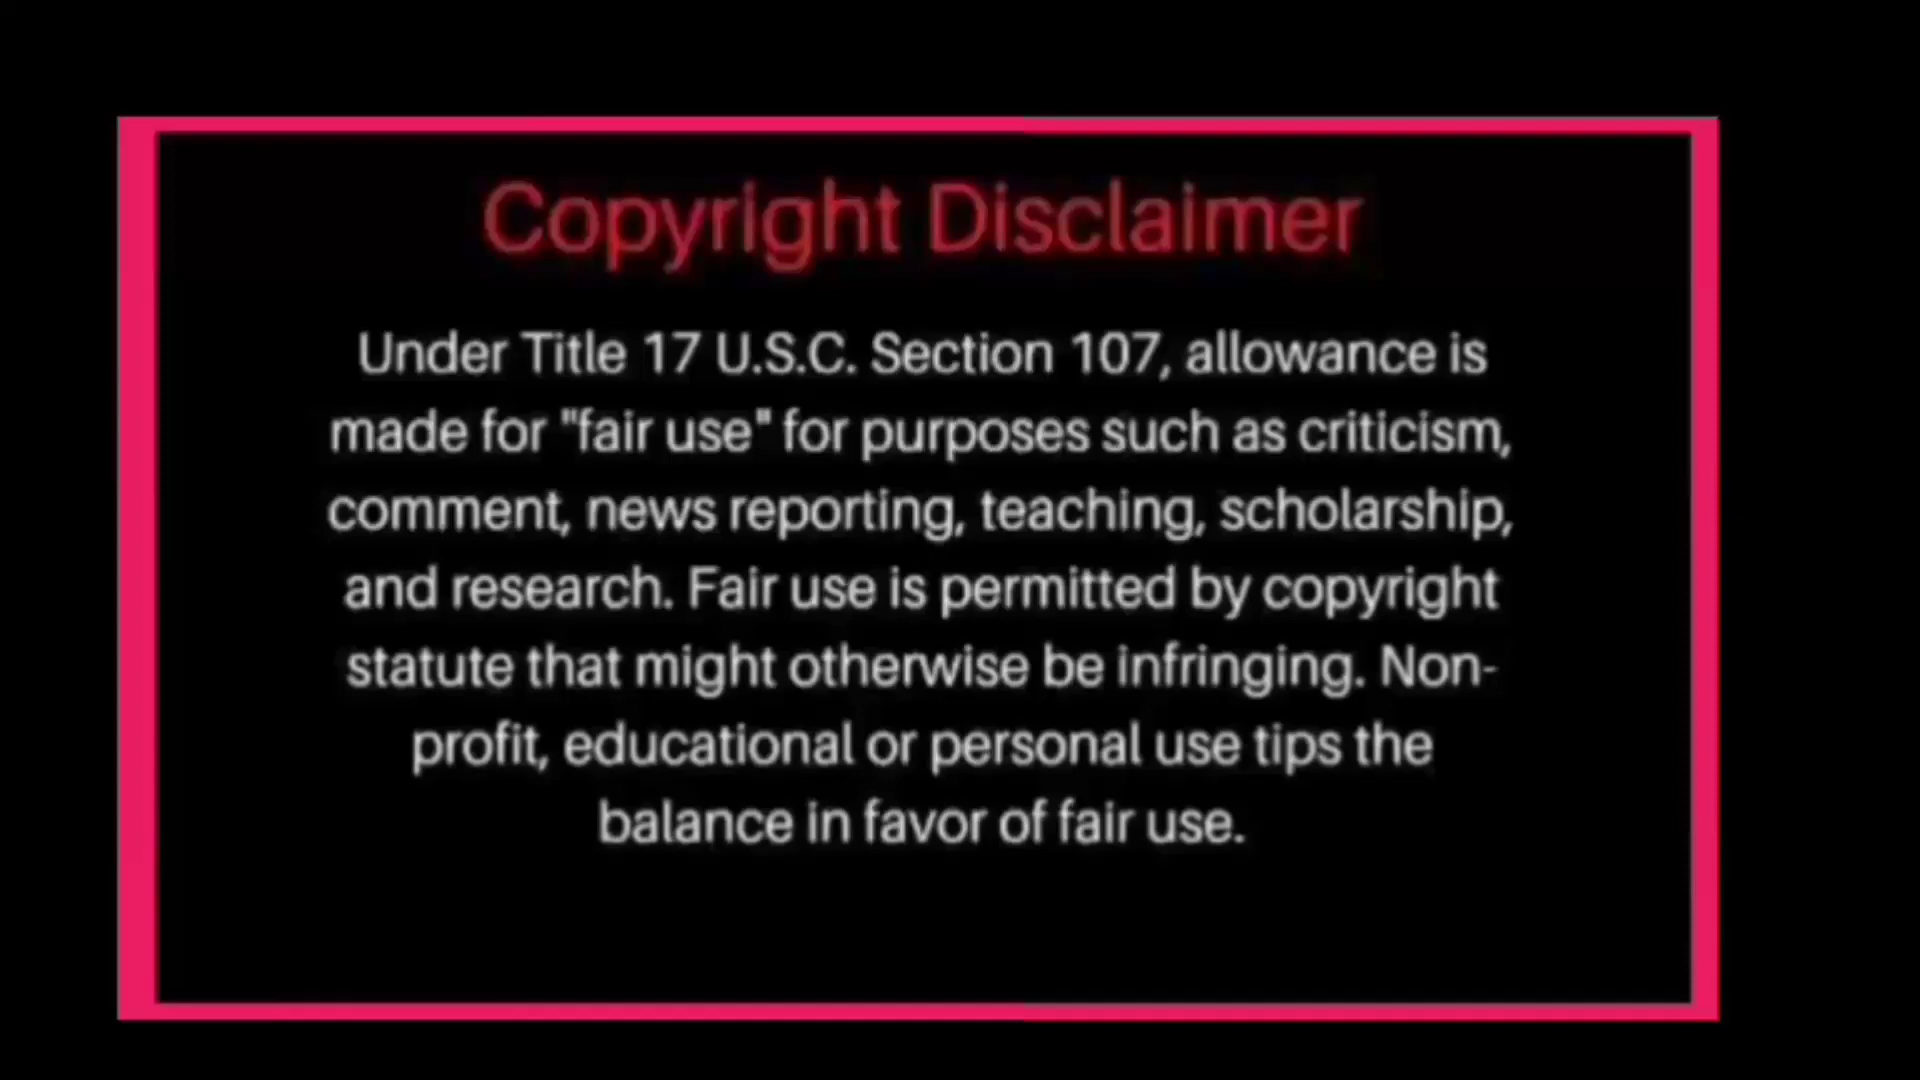 Copyright Disclaimer
Under Title 17 U.S.C. Section 107, allowance is
made for "fair use" for purposes such as criticism,
comment, news reporting, teaching, scholarship,
and research. Fair use is permitted by copyright
statute that might otherwise be infringing. Non-
profit, educational or personal use tips the
balance in favor of fair use.